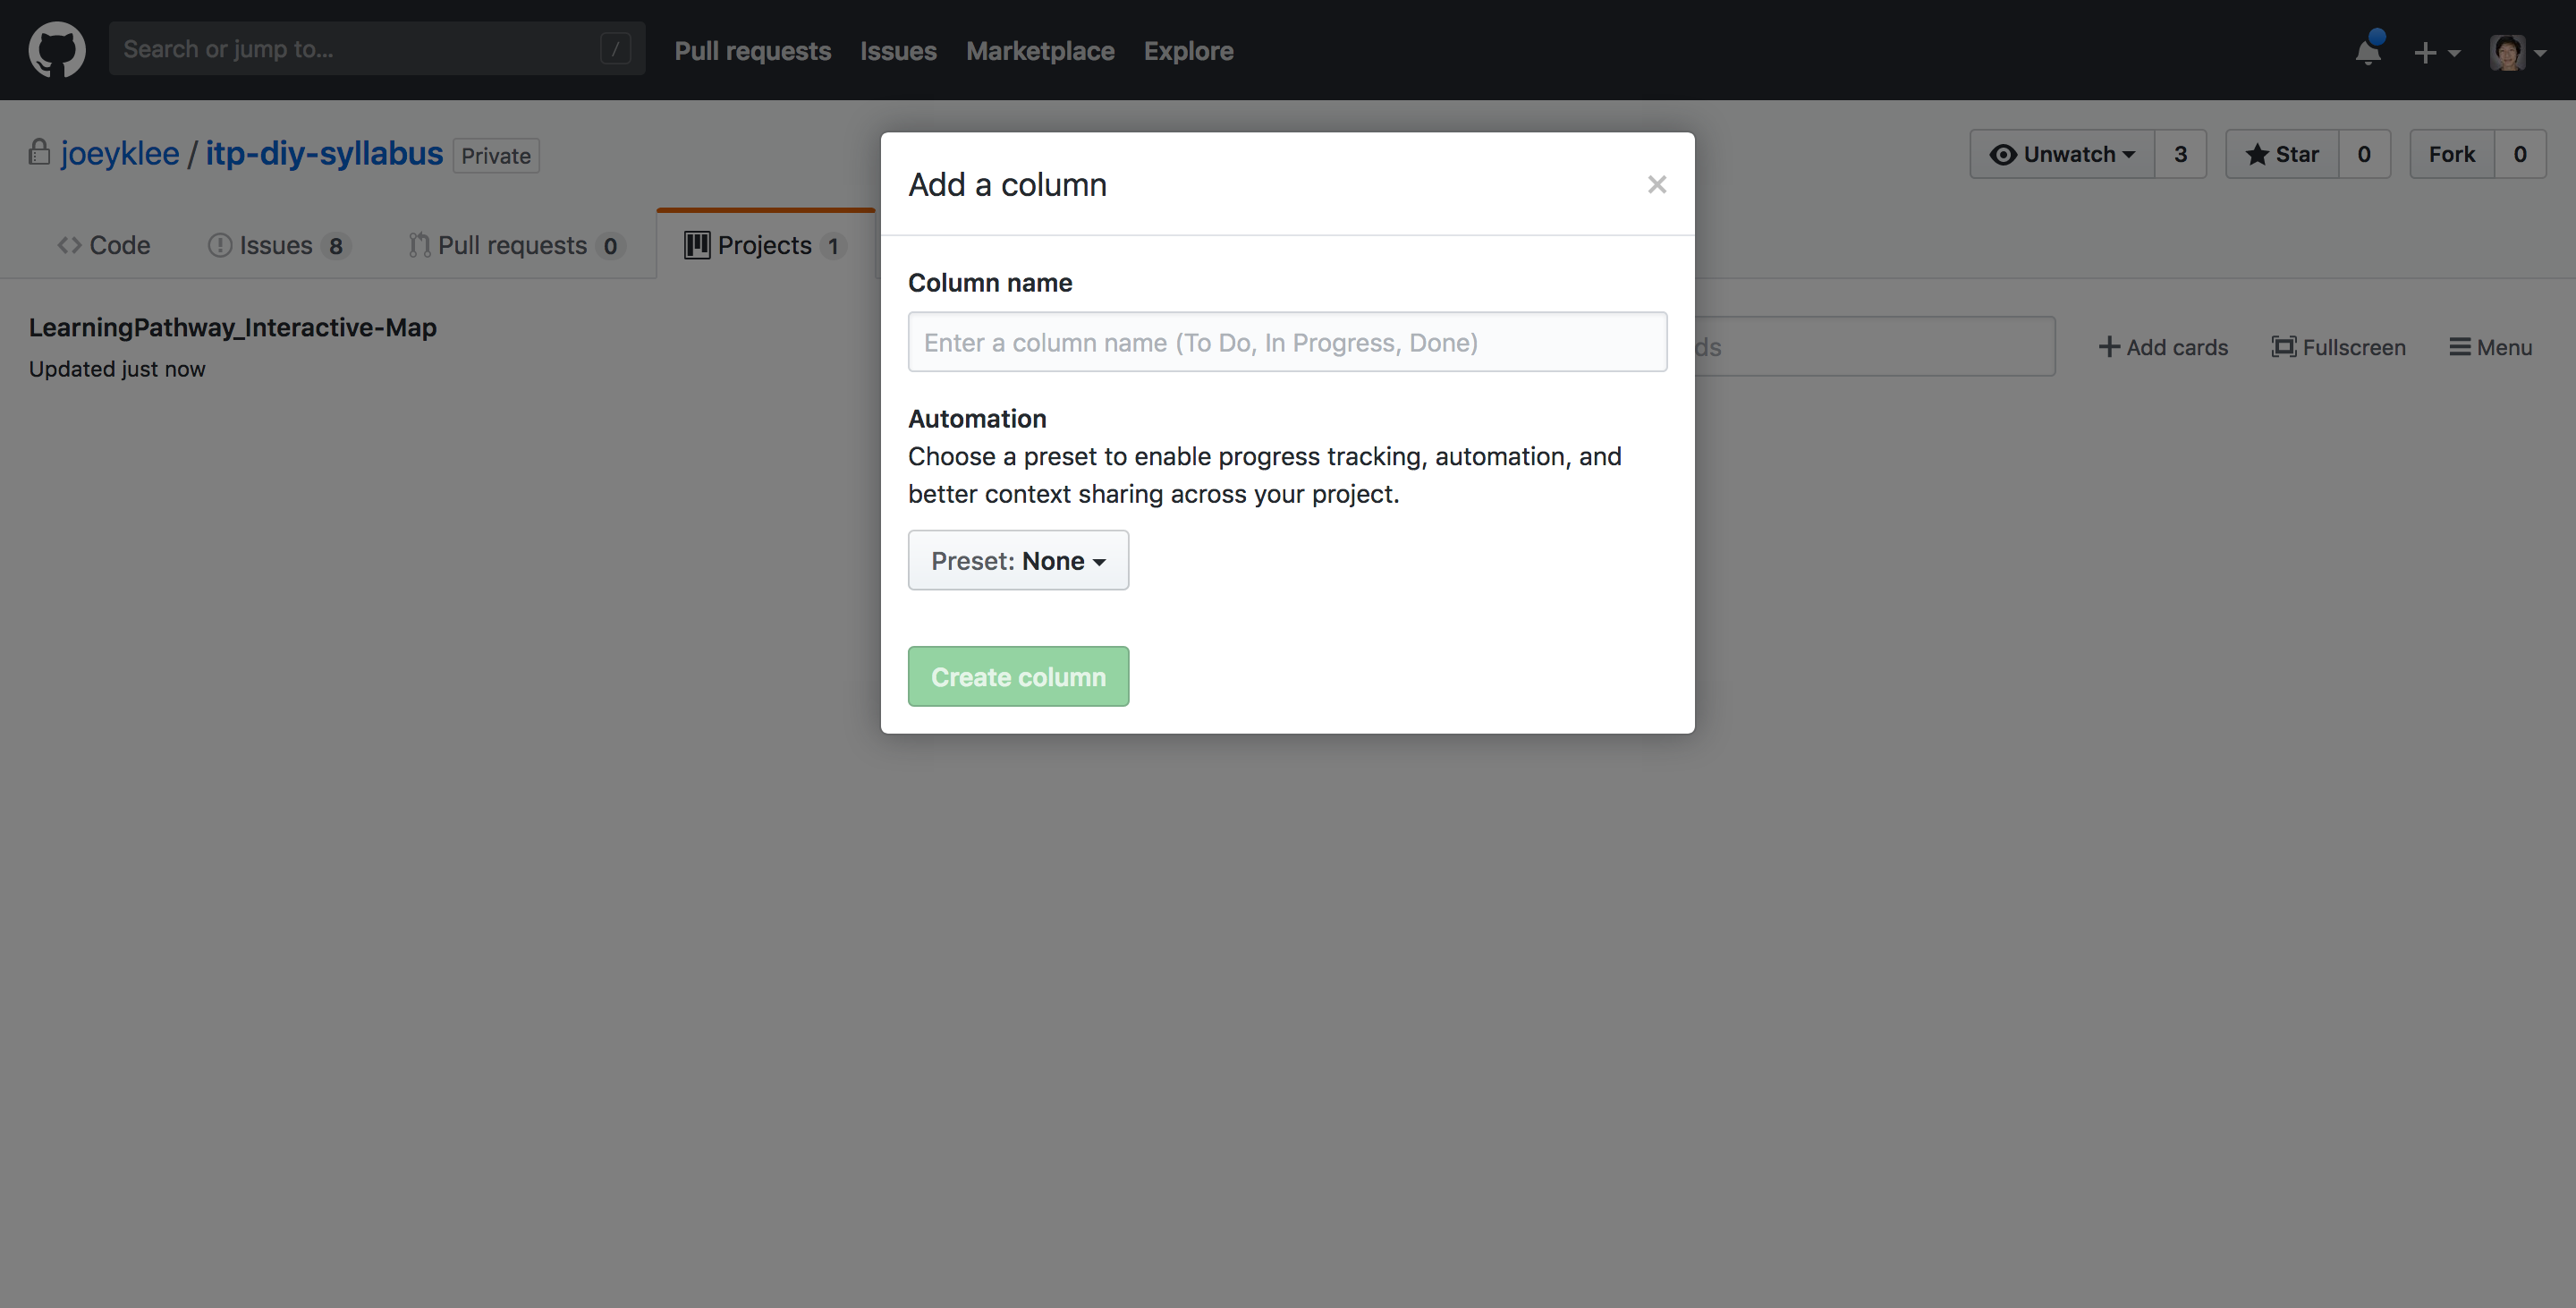 Search or jump to... /
Pull requests Issues Marketplace Explore
joeyklee / itp-diy-syllabus Private
Unwatch 3 Star 0 Fork 0
Code Issues 8 Pull requests 0 Projects 1
LearningPathway_Interactive-Map
Updated just now
Add cards Fullscreen Menu
Add a column
Column name
Enter a column name (To Do, In Progress, Done)
Automation
Choose a preset to enable progress tracking, automation, and
better context sharing across your project.
Preset: None
Create column